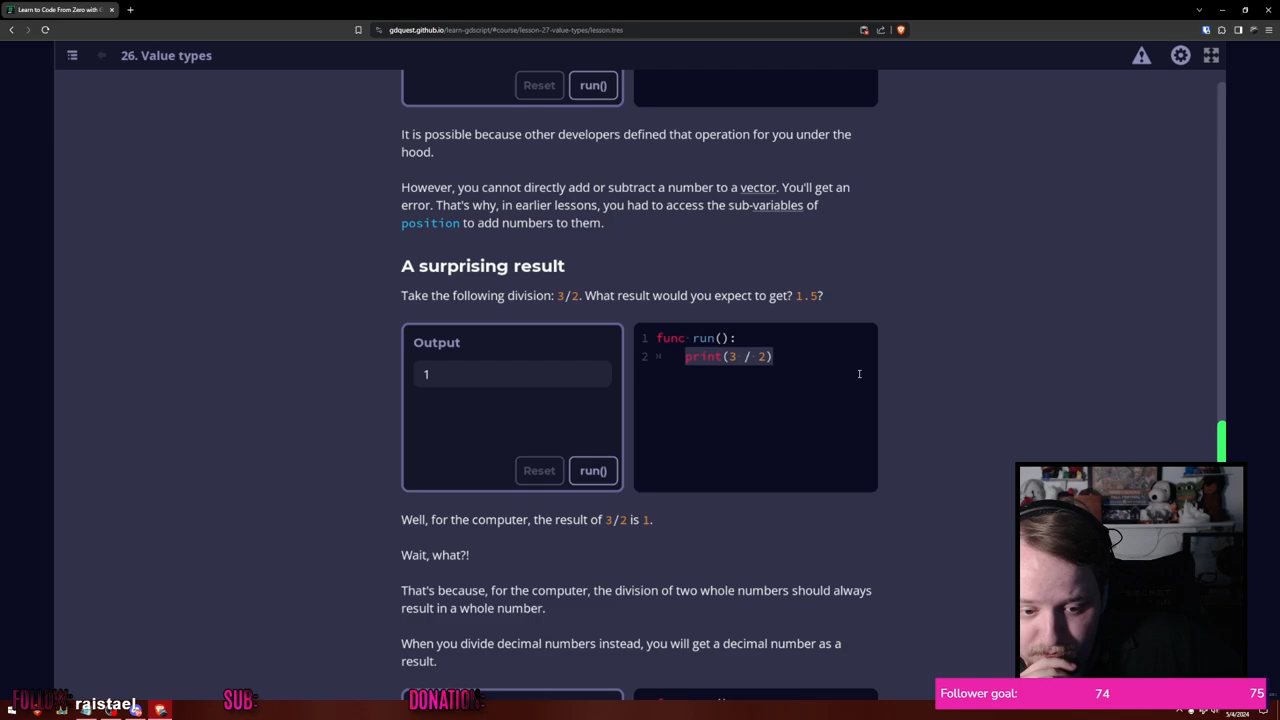 Learn to Code From Zero with
gdquest.github.io/learn-gdscript/#course/lesson-27-value-types/lesson.tres
26. Value types
Reset
run()
It is possible because other developers defined that operation for you under the
hood.
However, you cannot directly add or subtract a number to a vector. You'll get an
error. That's why, in earlier lessons, you had to access the sub-variables of
position to add numbers to them.
A surprising result
Take the following division: 3/2. What result would you expect to get? 1.5?
Output
1
Reset
run()
1 func run():
2 print(3 / 2)
Well, for the computer, the result of 3/2 is 1.
Wait, what?!
That's because, for the computer, the division of two whole numbers should always
result in a whole number.
When you divide decimal numbers instead, you will get a decimal number as a
result.
FOLLOW: raistael
SUB:
DONATION:
Follower goal: 74 75
5/4/2024